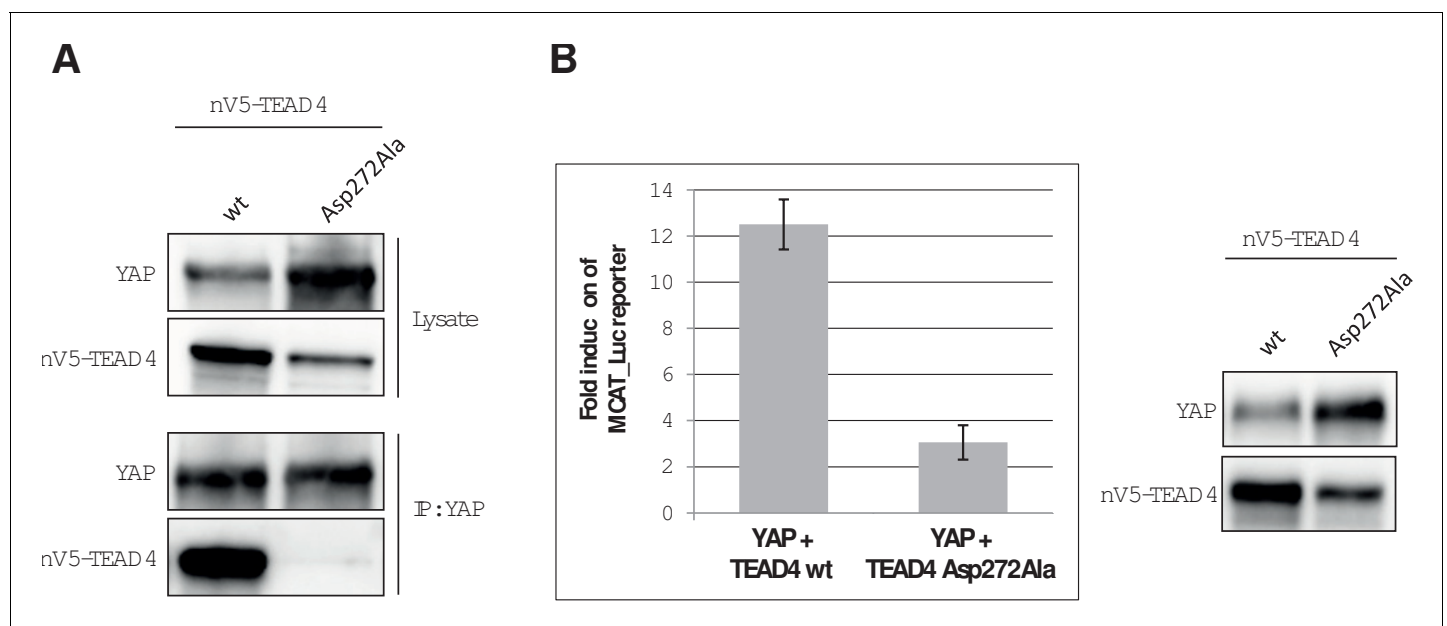 A
nV5-TEAD4
wt
Asp272Ala
YAP
nV5-TEAD4
Lysate
YAP
nV5-TEAD4
IP:YAP
B
Fold induc on of
MCAT_Luc reporter
14
12
10
8
6
4
2
0
YAP +
TEAD4 wt
YAP +
TEAD4 Asp272Ala
nV5-TEAD4
wt
Asp272Ala
YAP
nV5-TEAD4